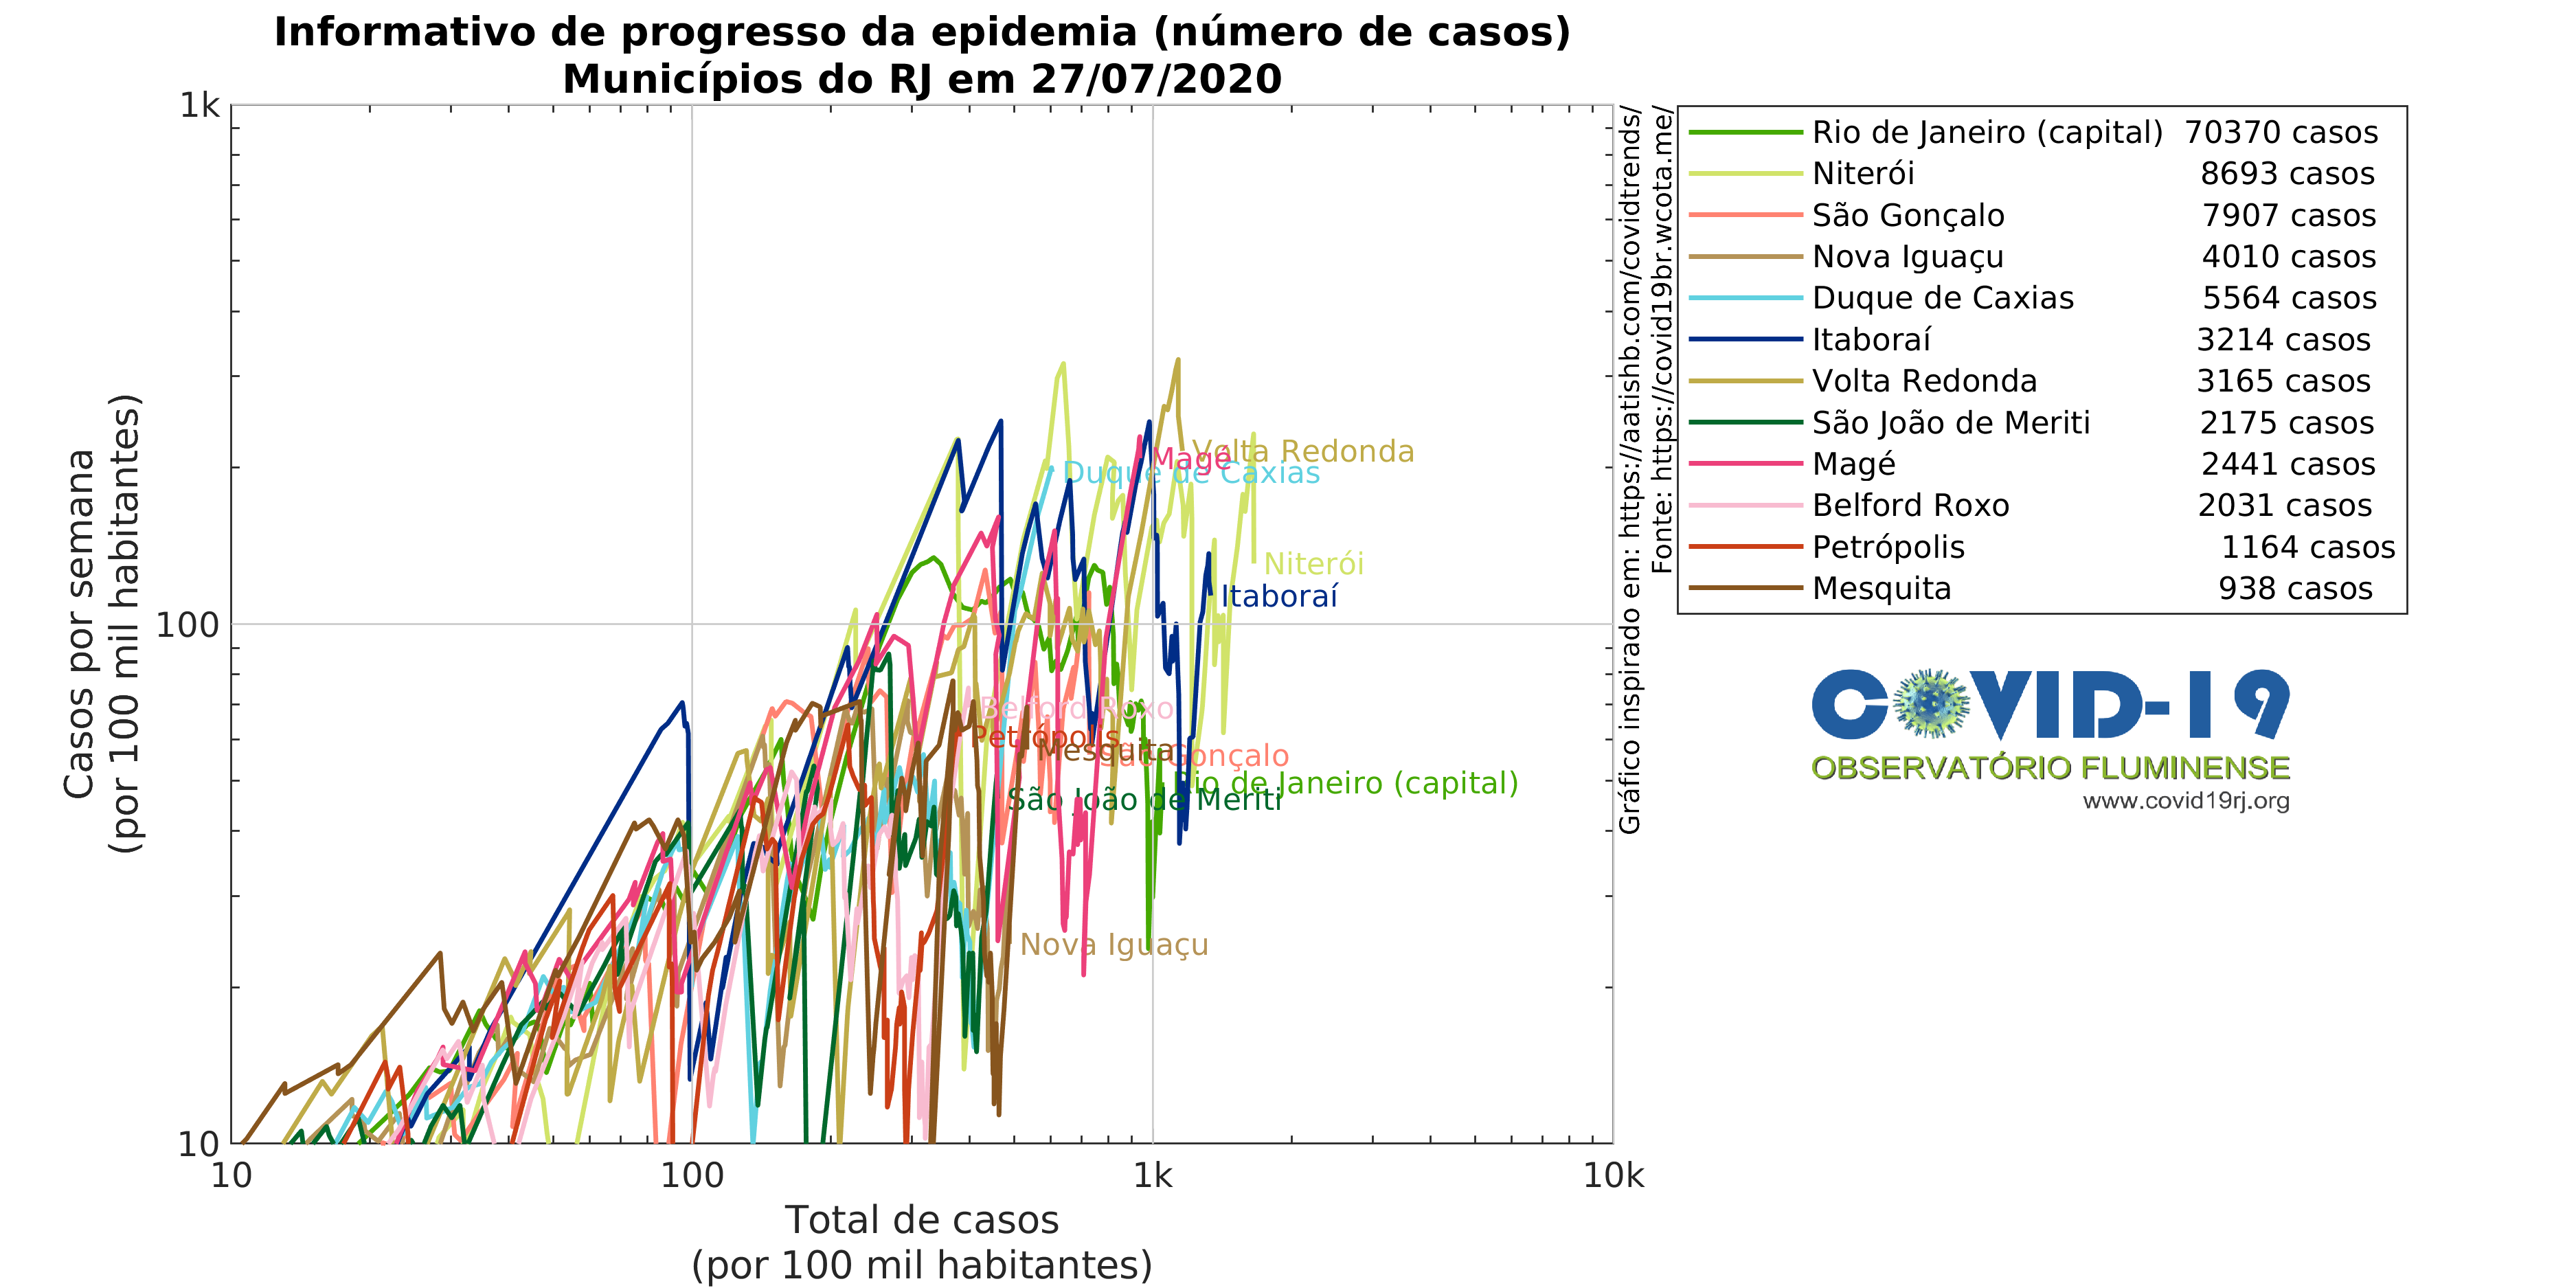 Informativo de progresso da epidemia (número de casos)
Municípios do RJ em 27/07/2020
1k
100
10
10
100
1k
10k
Casos por semana
(por 100 mil habitantes)
Total de casos
(por 100 mil habitantes)
Volta Redonda
Magé
Duque de Caxias
Niterói
Itaboraí
Belford Roxo
Petrópolis
Mesquita
São Gonçalo
Rio de Janeiro (capital)
São João de Meriti
Nova Iguaçu
Gráfico inspirado em: https://aatishb.com/covidtrends/
Fonte: https://covid19br.wcota.me/
Rio de Janeiro (capital) 70370 casos
Niterói 8693 casos
São Gonçalo 7907 casos
Nova Iguaçu 4010 casos
Duque de Caxias 5564 casos
Itaboraí 3214 casos
Volta Redonda 3165 casos
São João de Meriti 2175 casos
Magé 2441 casos
Belford Roxo 2031 casos
Petrópolis 1164 casos
Mesquita 938 casos
COVID-19
OBSERVATÓRIO FLUMINENSE
www.covid19rj.org